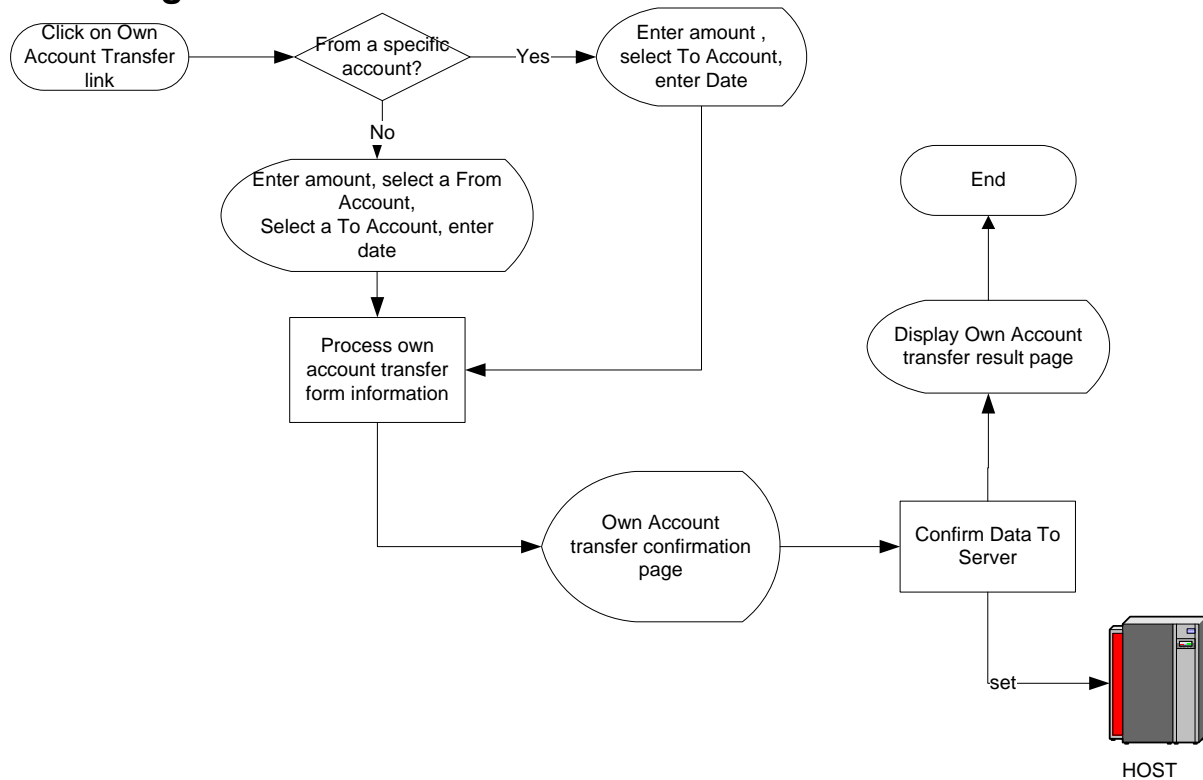 Click on Own
Account Transfer
link
From a specific
account?
Yes
Enter amount ,
select To Account,
enter Date
No
Enter amount, select a From
Account,
Select a To Account, enter
date
End
Process own
account transfer
form information
Display Own Account
transfer result page
Own Account
transfer confirmation
page
Confirm Data To
Server
set
HOST